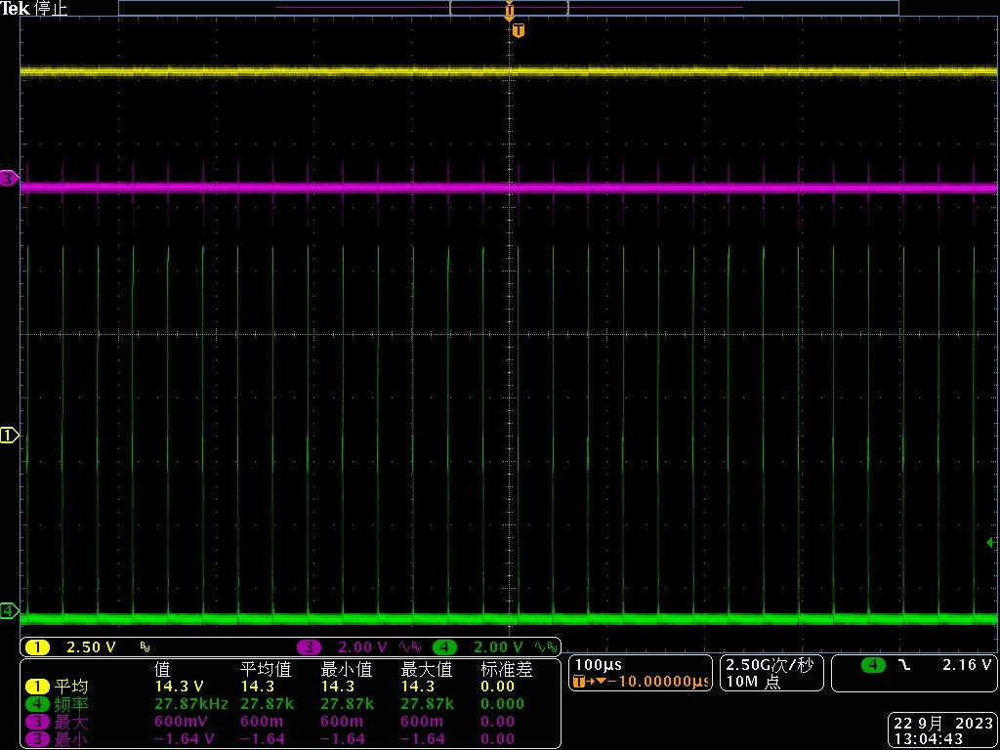 Tek 停止
T
T
3
1
4
1 2.50 V BW 3 2.00 V ∿BW 4 2.00 V ∿BW
值 平均值 最小值 最大值 标准差
1 平均 14.3 V 14.3 14.3 14.3 0.00
4 频率 27.87kHz 27.87k 27.87k 27.87k 0.000
3 最大 600mV 600m 600m 600m 0.00
3 最小 −1.64 V −1.64 −1.64 −1.64 0.00
100μs
T→▼−10.00000μs
2.50G次/秒
10M 点
4 2.16 V
22 9月 2023
13:04:43